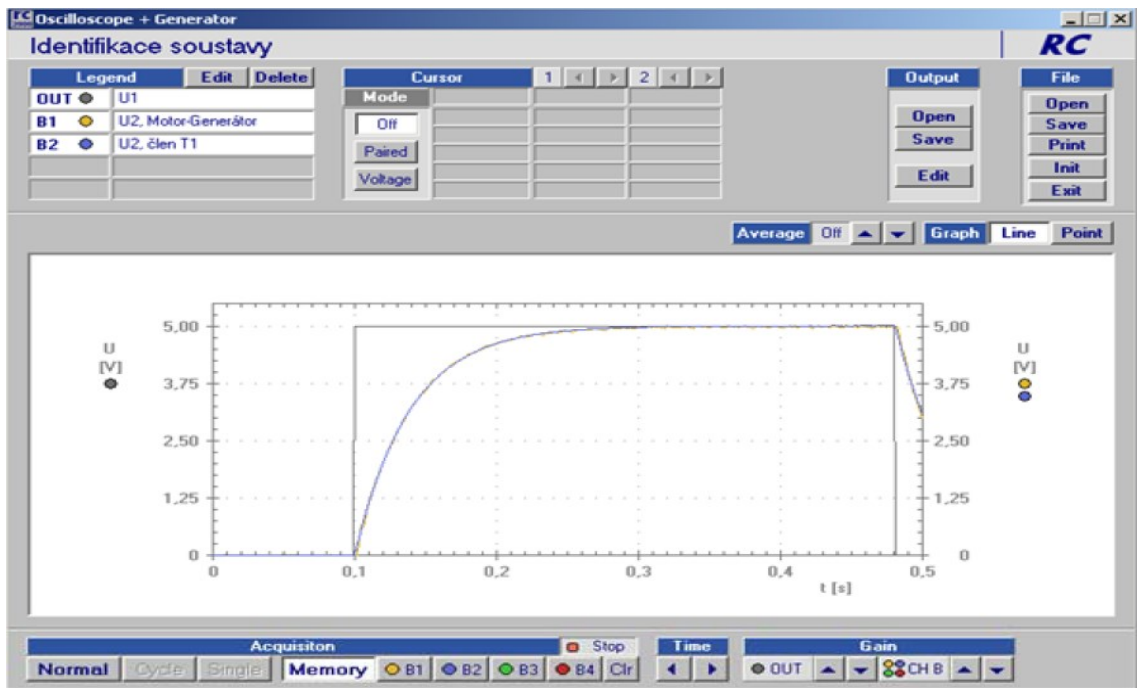 Oscilloscope + Generator
Identifikace soustavy
RC
Legend Edit Delete
OUT U1
B1 U2, Motor-Generátor
B2 U2, člen T1
Cursor 1 2
Mode
Off
Paired
Voltage
Output
Open
Save
Edit
File
Open
Save
Print
Init
Exit
Average Off Graph Line Point
U
[V]
5,00
3,75
2,50
1,25
0
5,00
3,75
2,50
1,25
0
U
[V]
0 0,1 0,2 0,3 0,4 0,5
t [s]
Acquisiton Stop
Normal Cycle Single Memory B1 B2 B3 B4 Clr
Time
Gain
OUT CH B